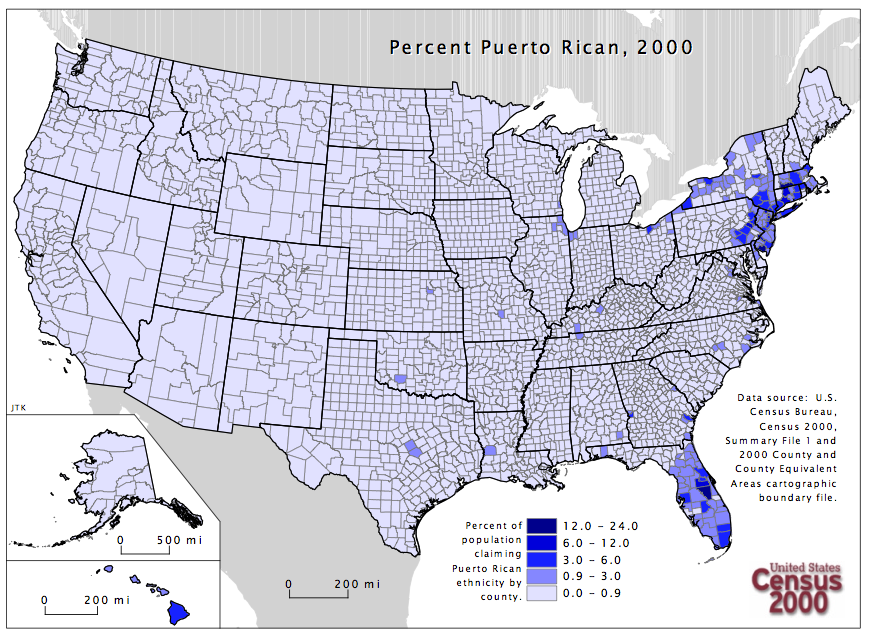 Percent Puerto Rican, 2000
Data source: U.S.
Census Bureau,
Census 2000,
Summary File 1 and
2000 County and
County Equivalent
Areas cartographic
boundary file.
JTK
0 500 mi
0 200 mi
0 200 mi
Percent of
population
claiming
Puerto Rican
ethnicity by
county.
12.0 – 24.0
6.0 – 12.0
3.0 – 6.0
0.9 – 3.0
0.0 – 0.9
United States
Census
2000